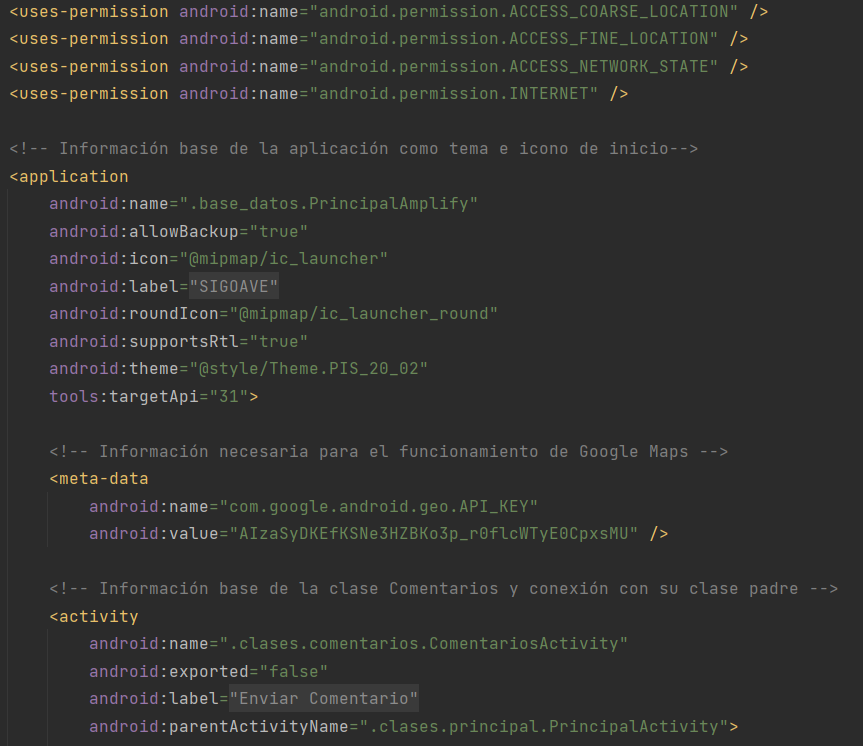 <uses-permission android:name="android.permission.ACCESS_COARSE_LOCATION" />
<uses-permission android:name="android.permission.ACCESS_FINE_LOCATION" />
<uses-permission android:name="android.permission.ACCESS_NETWORK_STATE" />
<uses-permission android:name="android.permission.INTERNET" />
<!-- Información base de la aplicación como tema e icono de inicio-->
<application
android:name=".base_datos.PrincipalAmplify"
android:allowBackup="true"
android:icon="@mipmap/ic_launcher"
android:label="SIGOAVE"
android:roundIcon="@mipmap/ic_launcher_round"
android:supportsRtl="true"
android:theme="@style/Theme.PIS_20_02"
tools:targetApi="31">
<!-- Información necesaria para el funcionamiento de Google Maps -->
<meta-data
android:name="com.google.android.geo.API_KEY"
android:value="AIzaSyDKEfKSNe3HZBKo3p_r0flcWTyE0CpxsMU" />
<!-- Información base de la clase Comentarios y conexión con su clase padre -->
<activity
android:name=".clases.comentarios.ComentariosActivity"
android:exported="false"
android:label="Enviar Comentario"
android:parentActivityName=".clases.principal.PrincipalActivity">